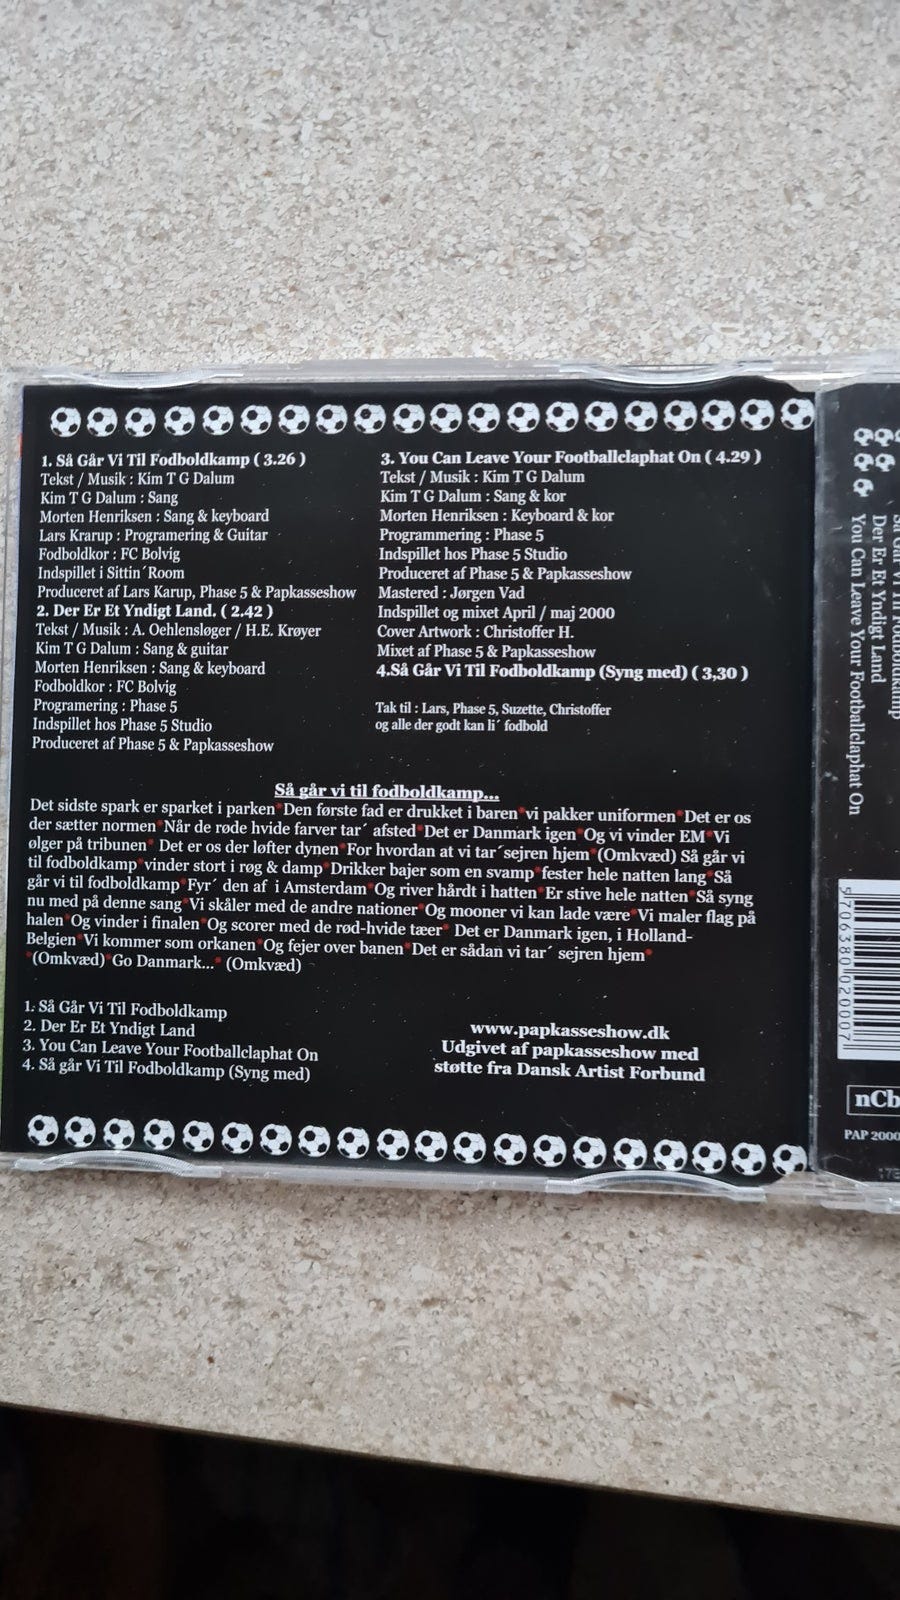 1. Så Går Vi Til Fodboldkamp ( 3.26 )
Tekst / Musik : Kim T G Dalum
Kim T G Dalum : Sang
Morten Henriksen : Sang & keyboard
Lars Krarup : Programering & Guitar
Fodboldkor : FC Bolvig
Indspillet i Sittin´Room
Produceret af Lars Karup, Phase 5 & Papkasseshow
2. Der Er Et Yndigt Land. ( 2.42 )
Tekst / Musik : A. Oehlensløger / H.E. Krøyer
Kim T G Dalum : Sang & guitar
Morten Henriksen : Sang & keyboard
Fodboldkor : FC Bolvig
Programering : Phase 5
Indspillet hos Phase 5 Studio
Produceret af Phase 5 & Papkasseshow
3. You Can Leave Your Footballclaphat On ( 4.29 )
Tekst / Musik : Kim T G Dalum
Kim T G Dalum : Sang & kor
Morten Henriksen : Keyboard & kor
Programmering : Phase 5
Indspillet hos Phase 5 Studio
Produceret af Phase 5 & Papkasseshow
Mastered : Jørgen Vad
Indspillet og mixet April / maj 2000
Cover Artwork : Christoffer H.
Mixet af Phase 5 & Papkasseshow
4.Så Går Vi Til Fodboldkamp (Syng med) ( 3,30 )
Tak til : Lars, Phase 5, Suzette, Christoffer
og alle der godt kan li´ fodbold
Så går vi til fodboldkamp...
Det sidste spark er sparket i parken*Den første fad er drukket i baren*vi pakker uniformen*Det er os
der sætter normen*Når de røde hvide farver tar´ afsted*Det er Danmark igen*Og vi vinder EM*Vi
ølger på tribunen* Det er os der løfter dynen*For hvordan at vi tar´sejren hjem*(Omkvæd) Så går vi
til fodboldkamp*vinder stort i røg & damp*Drikker bajer som en svamp*fester hele natten lang*Så
går vi til fodboldkamp*Fyr´ den af i Amsterdam*Og river hårdt i hatten*Er stive hele natten*Så syng
nu med på denne sang*Vi skåler med de andre nationer*Og mooner vi kan lade være*Vi maler flag på
halen*Og vinder i finalen*Og scorer med de rød-hvide tæer* Det er Danmark igen, i Holland-
Belgien*Vi kommer som orkanen*Og fejer over banen*Det er sådan vi tar´ sejren hjem*
*(Omkvæd)*Go Danmark...* (Omkvæd)
1. Så Går Vi Til Fodboldkamp
2. Der Er Et Yndigt Land
3. You Can Leave Your Footballclaphat On
4. Så går Vi Til Fodboldkamp (Syng med)
www.papkasseshow.dk
Udgivet af papkasseshow med
støtte fra Dansk Artist Forbund
Så Går Vi Til Fodboldkamp
Der Er Et Yndigt Land
You Can Leave Your Footballclaphat On
5 706380 020007
nCb
PAP 2000